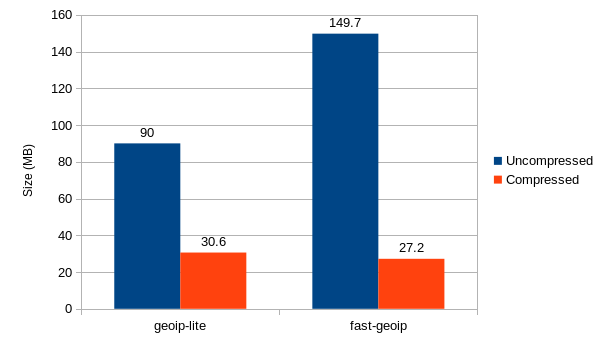 160
140
120
100
80
60
40
20
0
Size (MB)
90
30.6
149.7
27.2
geoip-lite
fast-geoip
Uncompressed
Compressed